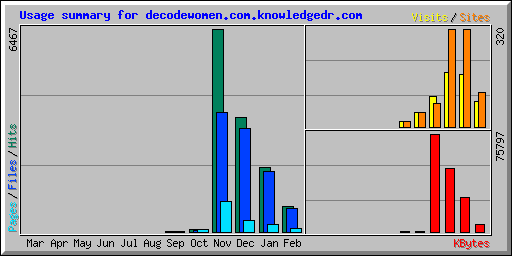 Usage summary for decodewomen.com.knowledgedr.com
Visits / Sites
6467
320
Pages / Files / Hits
75797
Mar Apr May Jun Jul Aug Sep Oct Nov Dec Jan Feb
KBytes